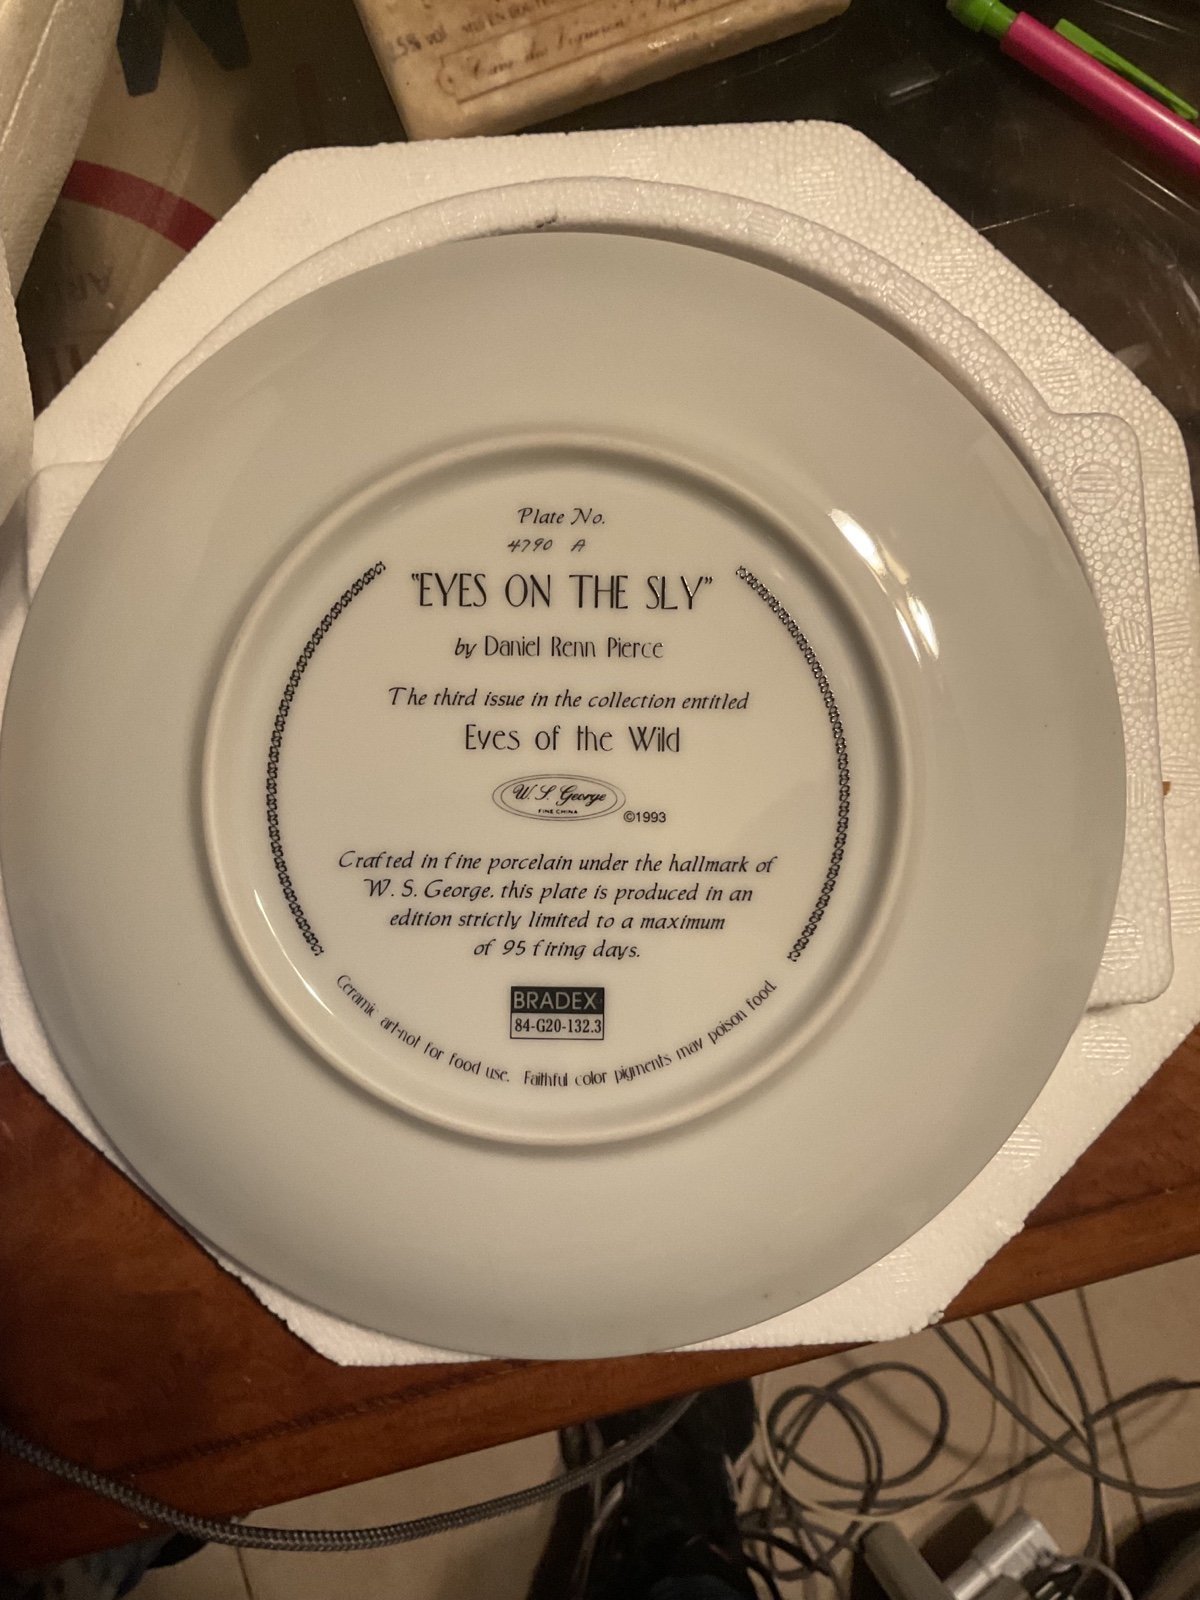 5% vol
Plate No.
4790 A
"EYES ON THE SLY"
by Daniel Renn Pierce
The third issue in the collection entitled
Eyes of the Wild
W. S. George
FINE CHINA
©1993
Crafted in fine porcelain under the hallmark of
W. S. George, this plate is produced in an
edition strictly limited to a maximum
of 95 firing days.
BRADEX
84-G20-132.3
Ceramic art-not for food use. Faithful color pigments may poison food.